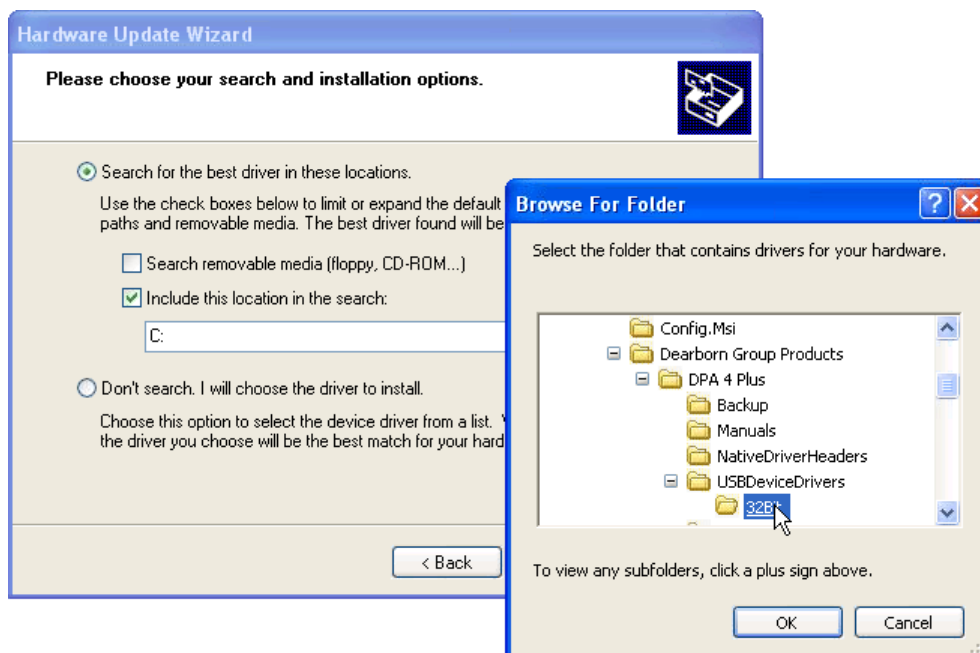 Hardware Update Wizard
Please choose your search and installation options.
Search for the best driver in these locations.
Use the check boxes below to limit or expand the default
paths and removable media. The best driver found will be
Search removable media (floppy, CD-ROM...)
Include this location in the search:
C:
Don't search. I will choose the driver to install.
Choose this option to select the device driver from a list.
the driver you choose will be the best match for your hard
< Back
Browse For Folder
Select the folder that contains drivers for your hardware.
Config.Msi
Dearborn Group Products
DPA 4 Plus
Backup
Manuals
NativeDriverHeaders
USBDeviceDrivers
32Bit
To view any subfolders, click a plus sign above.
OK
Cancel